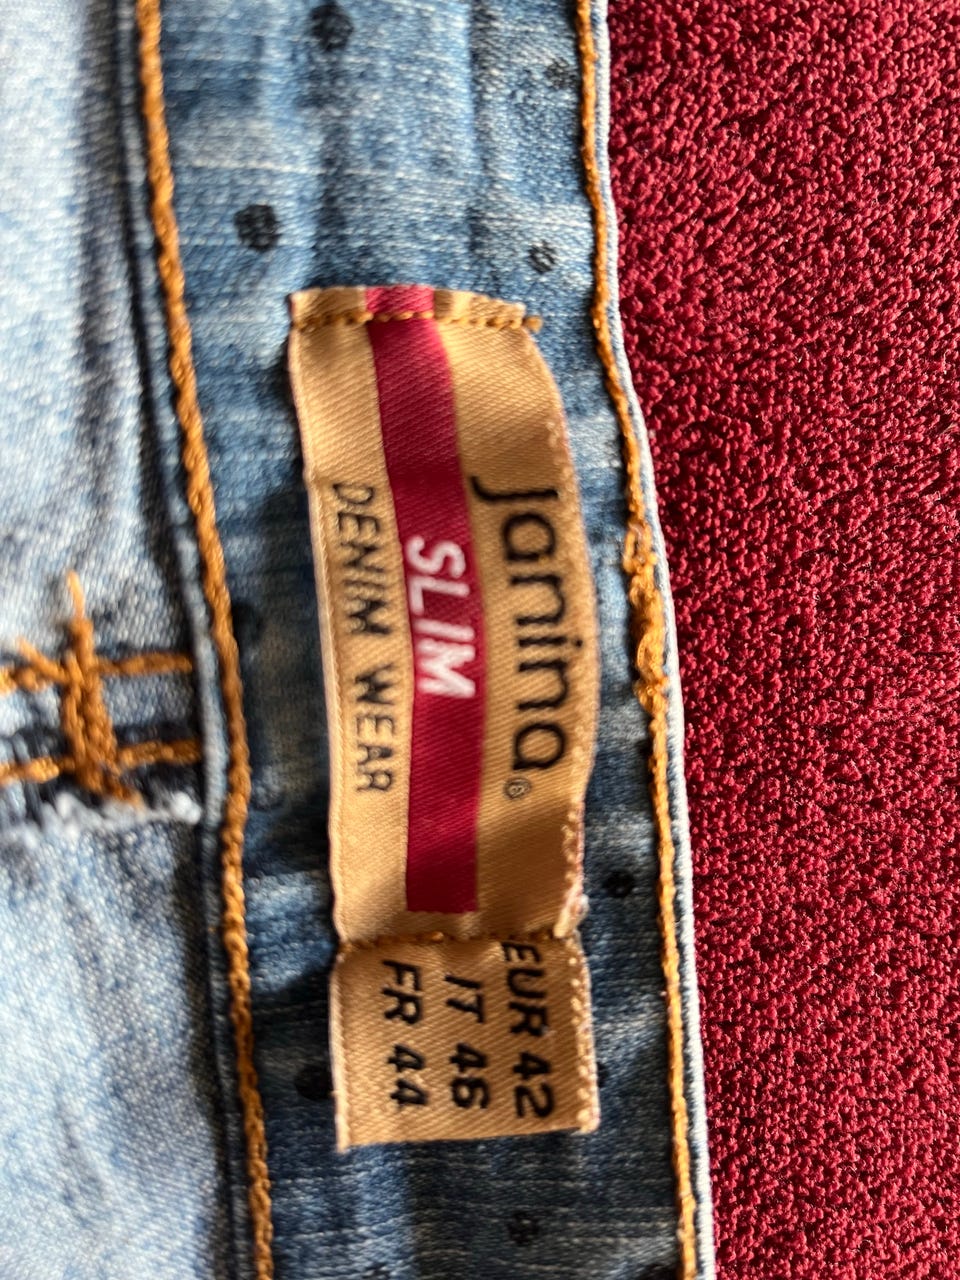 Janina®
SLIM
DENIM WEAR
EUR 42
IT 46
FR 44